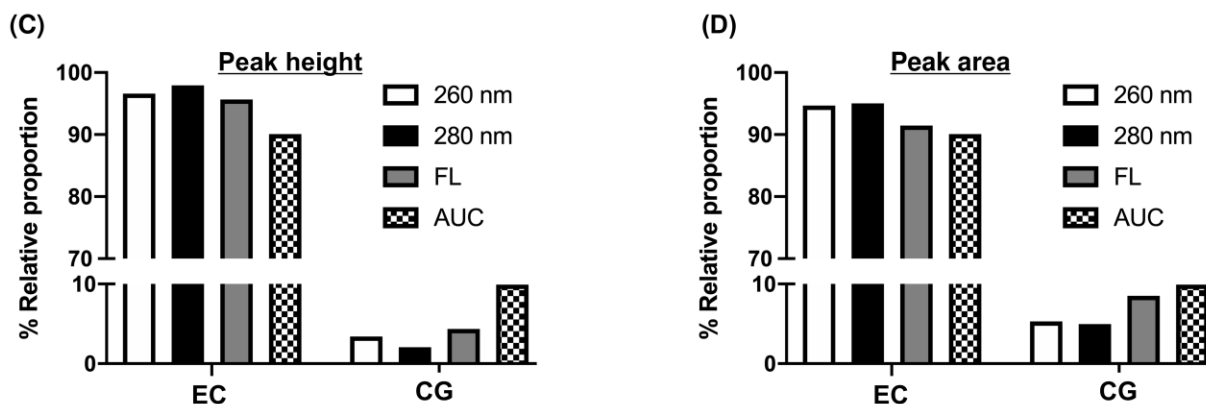 (C)
Peak height
% Relative proportion
100
90
80
70
10
0
260 nm
280 nm
FL
AUC
EC
CG
(D)
Peak area
% Relative proportion
100
90
80
70
10
0
260 nm
280 nm
FL
AUC
EC
CG